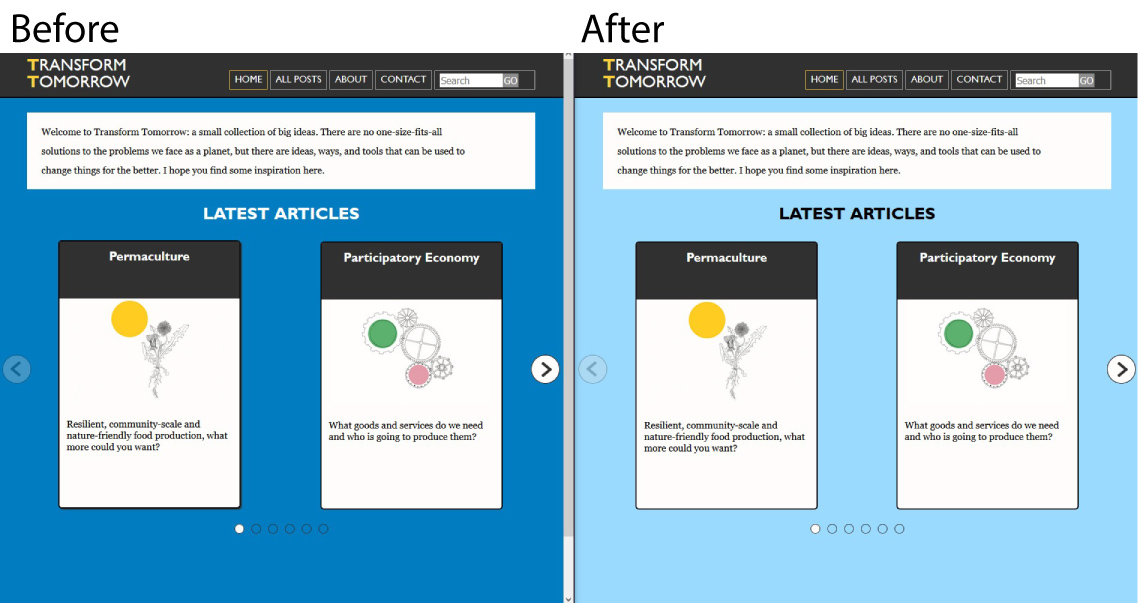 Before
TRANSFORM
TOMORROW
HOME ALL POSTS ABOUT CONTACT Search GO
Welcome to Transform Tomorrow: a small collection of big ideas. There are no one-size-fits-all
solutions to the problems we face as a planet, but there are ideas, ways, and tools that can be used to
change things for the better. I hope you find some inspiration here.
LATEST ARTICLES
Permaculture
Resilient, community-scale and
nature-friendly food production, what
more could you want?
Participatory Economy
What goods and services do we need
and who is going to produce them?
After
TRANSFORM
TOMORROW
HOME ALL POSTS ABOUT CONTACT Search GO
Welcome to Transform Tomorrow: a small collection of big ideas. There are no one-size-fits-all
solutions to the problems we face as a planet, but there are ideas, ways, and tools that can be used to
change things for the better. I hope you find some inspiration here.
LATEST ARTICLES
Permaculture
Resilient, community-scale and
nature-friendly food production, what
more could you want?
Participatory Economy
What goods and services do we need
and who is going to produce them?